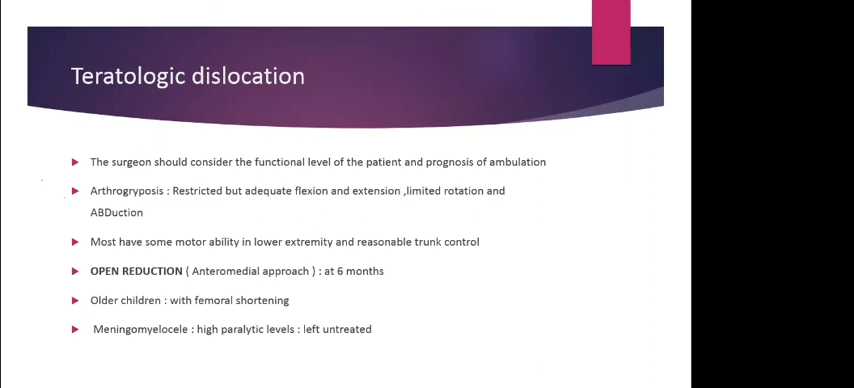 Teratologic dislocation
The surgeon should consider the functional level of the patient and prognosis of ambulation
Arthrogryposis : Restricted but adequate flexion and extension ,limited rotation and
ABDuction
Most have some motor ability in lower extremity and reasonable trunk control
OPEN REDUCTION ( Anteromedial approach ) : at 6 months
Older children : with femoral shortening
Meningomyelocele : high paralytic levels : left untreated